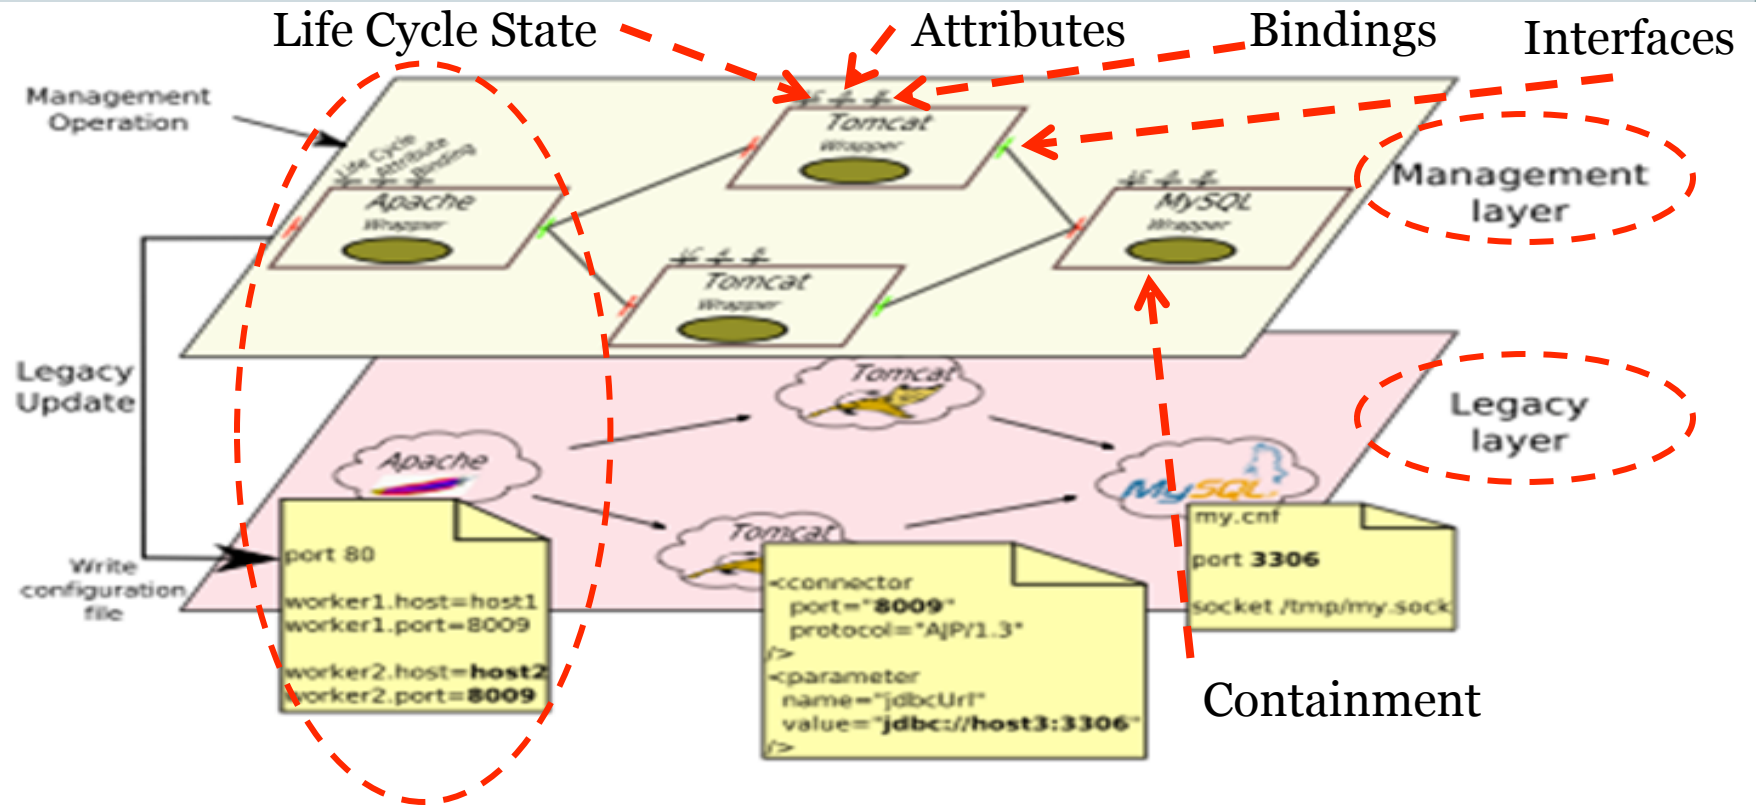 Life Cycle State
Attributes
Bindings
Interfaces
Management
Operation
Life Cycle
Attribute
Binding
Tomcat
Wrapper
Apache
Wrapper
MySQL
Wrapper
Tomcat
Wrapper
Management
layer
Legacy
Update
Tomcat
Legacy
layer
Apache
MySQL
Tomcat
Write
configuration
file
port 80
worker1.host=host1
worker1.port=8009
worker2.host=host2
worker2.port=8009
<connector
port="8009"
protocol="AJP/1.3"
/>
<parameter
name="jdbcUrl"
value="jdbc://host3:3306"
/>
my.cnf
port 3306
socket /tmp/my.sock
Containment